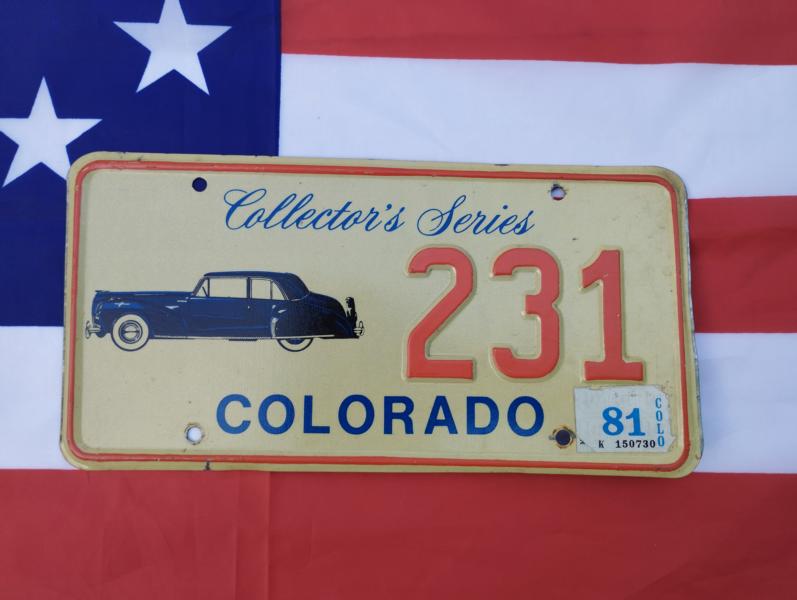 Collector's Series
231
COLORADO
81
COLO
K 150730